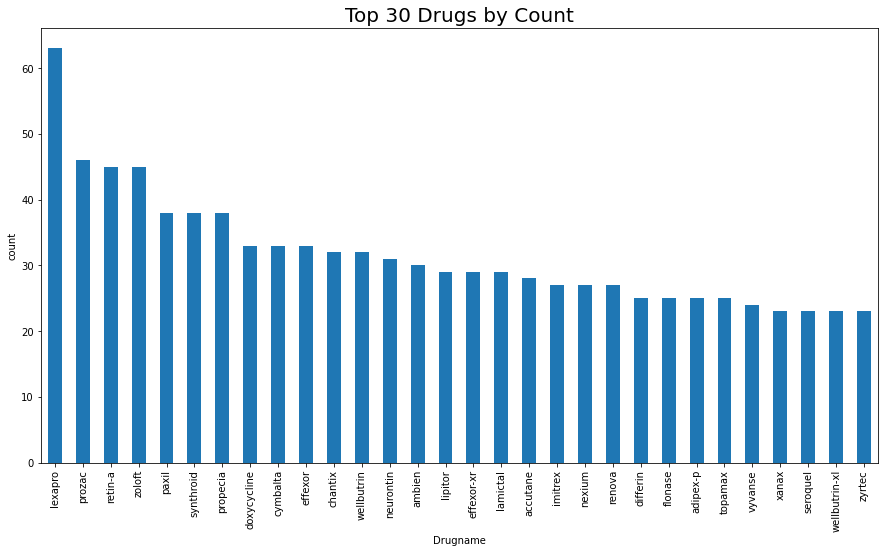 Top 30 Drugs by Count
count
60
50
40
30
20
10
0
lexapro
prozac
retin-a
zoloft
paxil
synthroid
propecia
doxycycline
cymbalta
effexor
chantix
wellbutrin
neurontin
ambien
lipitor
effexor-xr
lamictal
accutane
imitrex
nexium
renova
differin
flonase
adipex-p
topamax
vyvanse
xanax
seroquel
wellbutrin-xl
zyrtec
Drugname